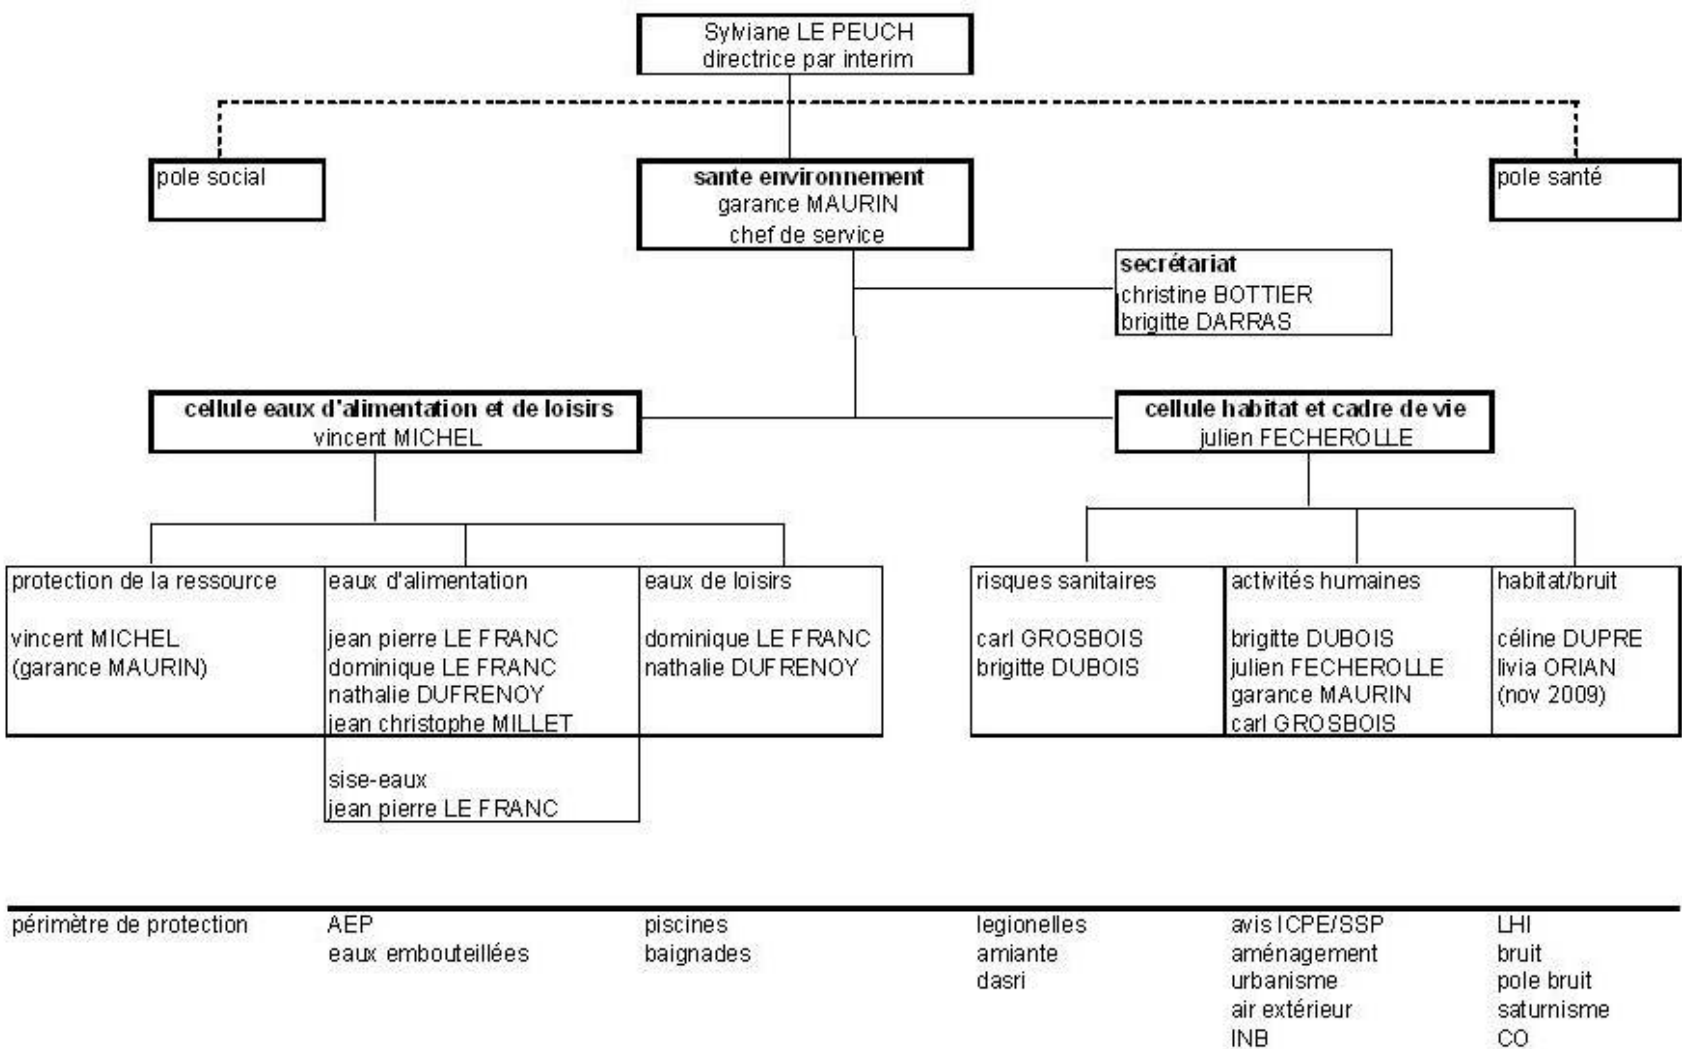 Sylviane LE PEUCH
directrice par interim
pole social
sante environnement
garance MAURIN
chef de service
pole santé
secrétariat
christine BOTTIER
brigitte DARRAS
cellule eaux d'alimentation et de loisirs
vincent MICHEL
cellule habitat et cadre de vie
julien FECHEROLLE
protection de la ressource
vincent MICHEL
(garance MAURIN)
eaux d'alimentation
jean pierre LE FRANC
dominique LE FRANC
nathalie DUFRENOY
jean christophe MILLET
sise-eaux
jean pierre LE FRANC
eaux de loisirs
dominique LE FRANC
nathalie DUFRENOY
risques sanitaires
carl GROSBOIS
brigitte DUBOIS
activités humaines
brigitte DUBOIS
julien FECHEROLLE
garance MAURIN
carl GROSBOIS
habitat/bruit
céline DUPRE
livia ORIAN
(nov 2009)
périmètre de protection
AEP
eaux embouteillées
piscines
baignades
legionelles
amiante
dasri
avis ICPE/SSP
aménagement
urbanisme
air extérieur
INB
LHI
bruit
pole bruit
saturnisme
CO